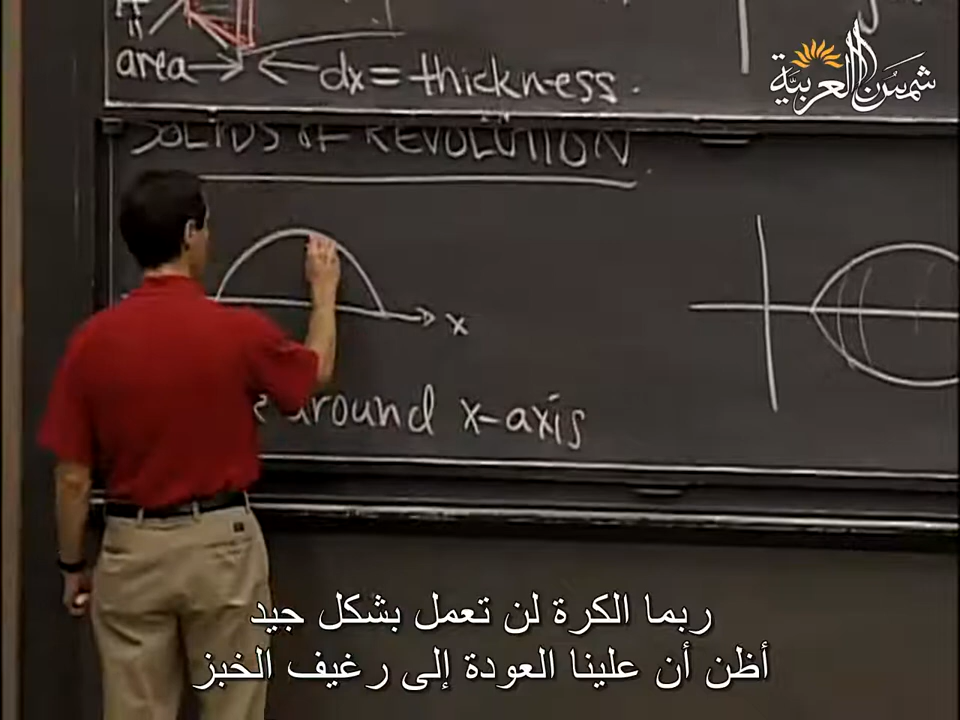 شمس العربية
area → ← dx = thickness.
SOLIDS OF REVOLUTION
x
around x-axis
ربما الكرة لن تعمل بشكل جيد
أظن أن علينا العودة إلى رغيف الخبز